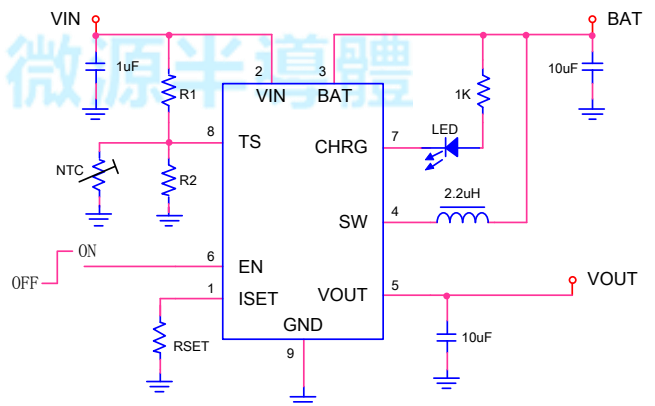 VIN
BAT
微源半導體
1uF
R1
2
3
10uF
VIN
BAT
1K
8
TS
CHRG
7
LED
NTC
R2
2.2uH
SW
4
ON
OFF
6
EN
1
ISET
VOUT
5
VOUT
GND
RSET
9
10uF